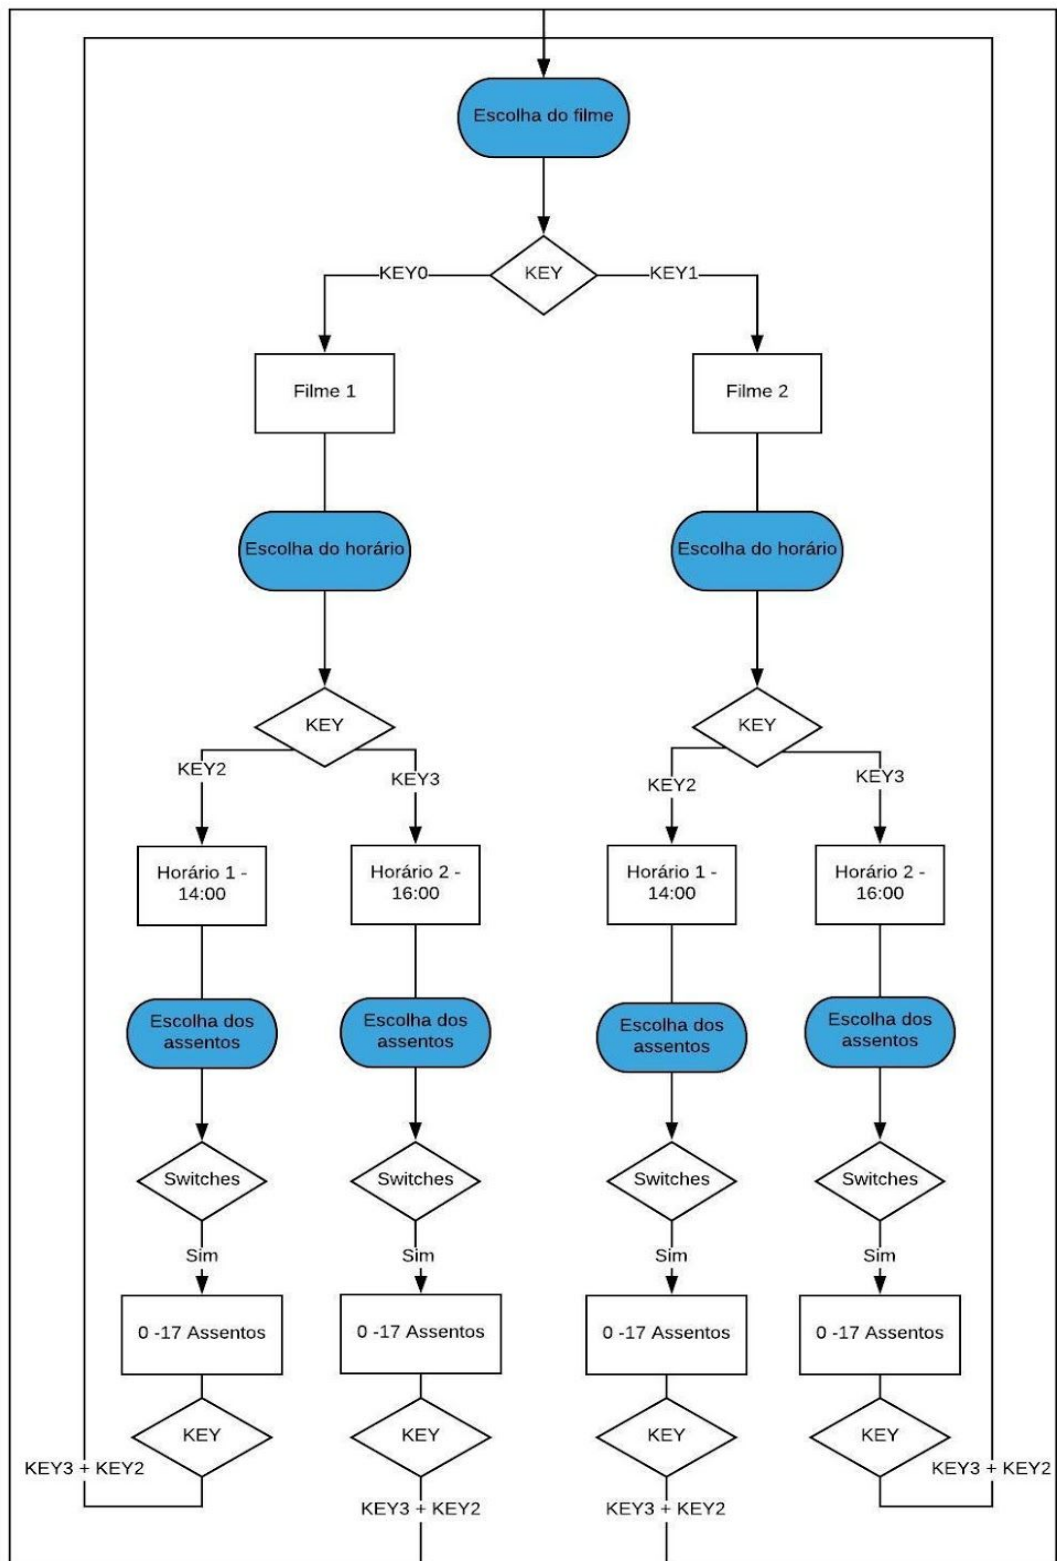 Escolha do filme
KEY0
KEY
KEY1
Filme 1
Filme 2
Escolha do horário
Escolha do horário
KEY
KEY
KEY2
KEY3
KEY2
KEY3
Horário 1 -
14:00
Horário 2 -
16:00
Horário 1 -
14:00
Horário 2 -
16:00
Escolha dos
assentos
Escolha dos
assentos
Escolha dos
assentos
Escolha dos
assentos
Switches
Switches
Switches
Switches
Sim
Sim
Sim
Sim
0 -17 Assentos
0 -17 Assentos
0 -17 Assentos
0 -17 Assentos
KEY
KEY
KEY
KEY
KEY3 + KEY2
KEY3 + KEY2
KEY3 + KEY2
KEY3 + KEY2